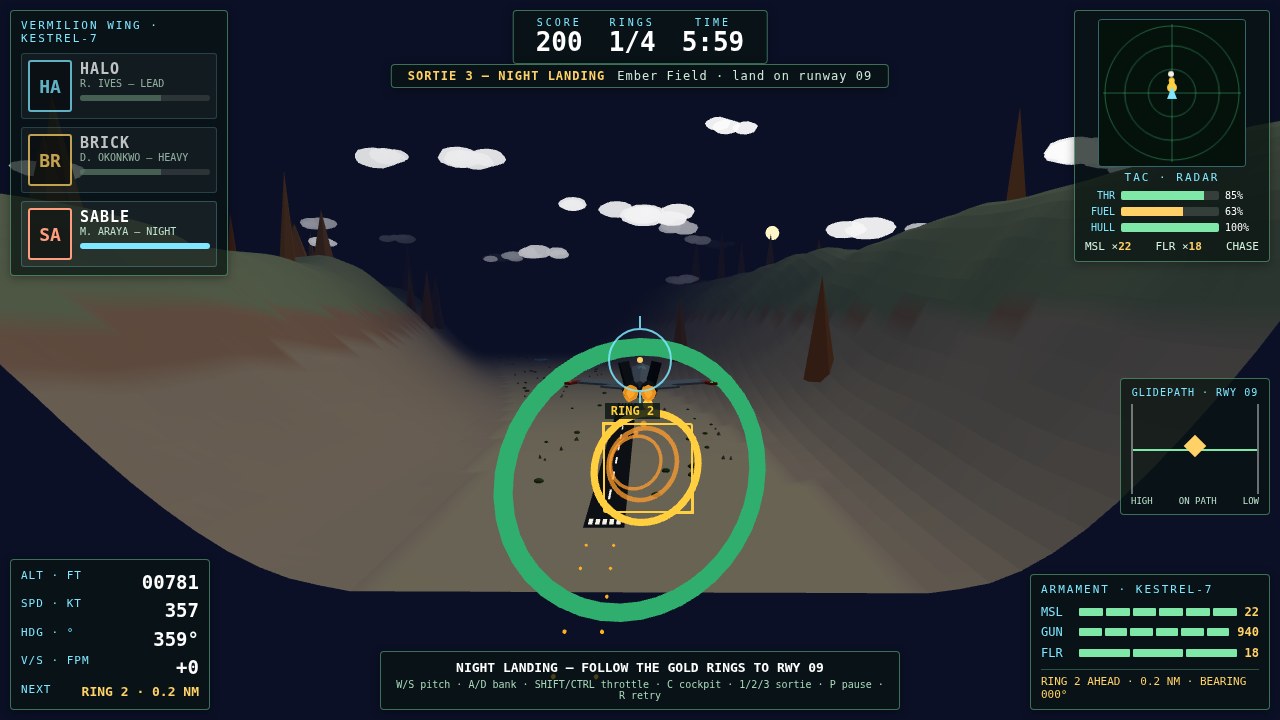 VERMILION WING ·
KESTREL-7
HA
HALO
R. IVES — LEAD
BR
BRICK
D. OKONKWO — HEAVY
SA
SABLE
M. ARAYA — NIGHT
SCORE RINGS TIME
200 1/4 5:59
SORTIE 3 — NIGHT LANDING Ember Field · land on runway 09
TAC · RADAR
THR 85%
FUEL 63%
HULL 100%
MSL ×22 FLR ×18 CHASE
RING 2
GLIDEPATH · RWY 09
HIGH ON PATH LOW
ALT · FT 00781
SPD · KT 357
HDG · ° 359°
V/S · FPM +0
NEXT RING 2 · 0.2 NM
NIGHT LANDING — FOLLOW THE GOLD RINGS TO RWY 09
W/S pitch · A/D bank · SHIFT/CTRL throttle · C cockpit · 1/2/3 sortie · P pause ·
R retry
ARMAMENT · KESTREL-7
MSL 22
GUN 940
FLR 18
RING 2 AHEAD · 0.2 NM · BEARING
000°